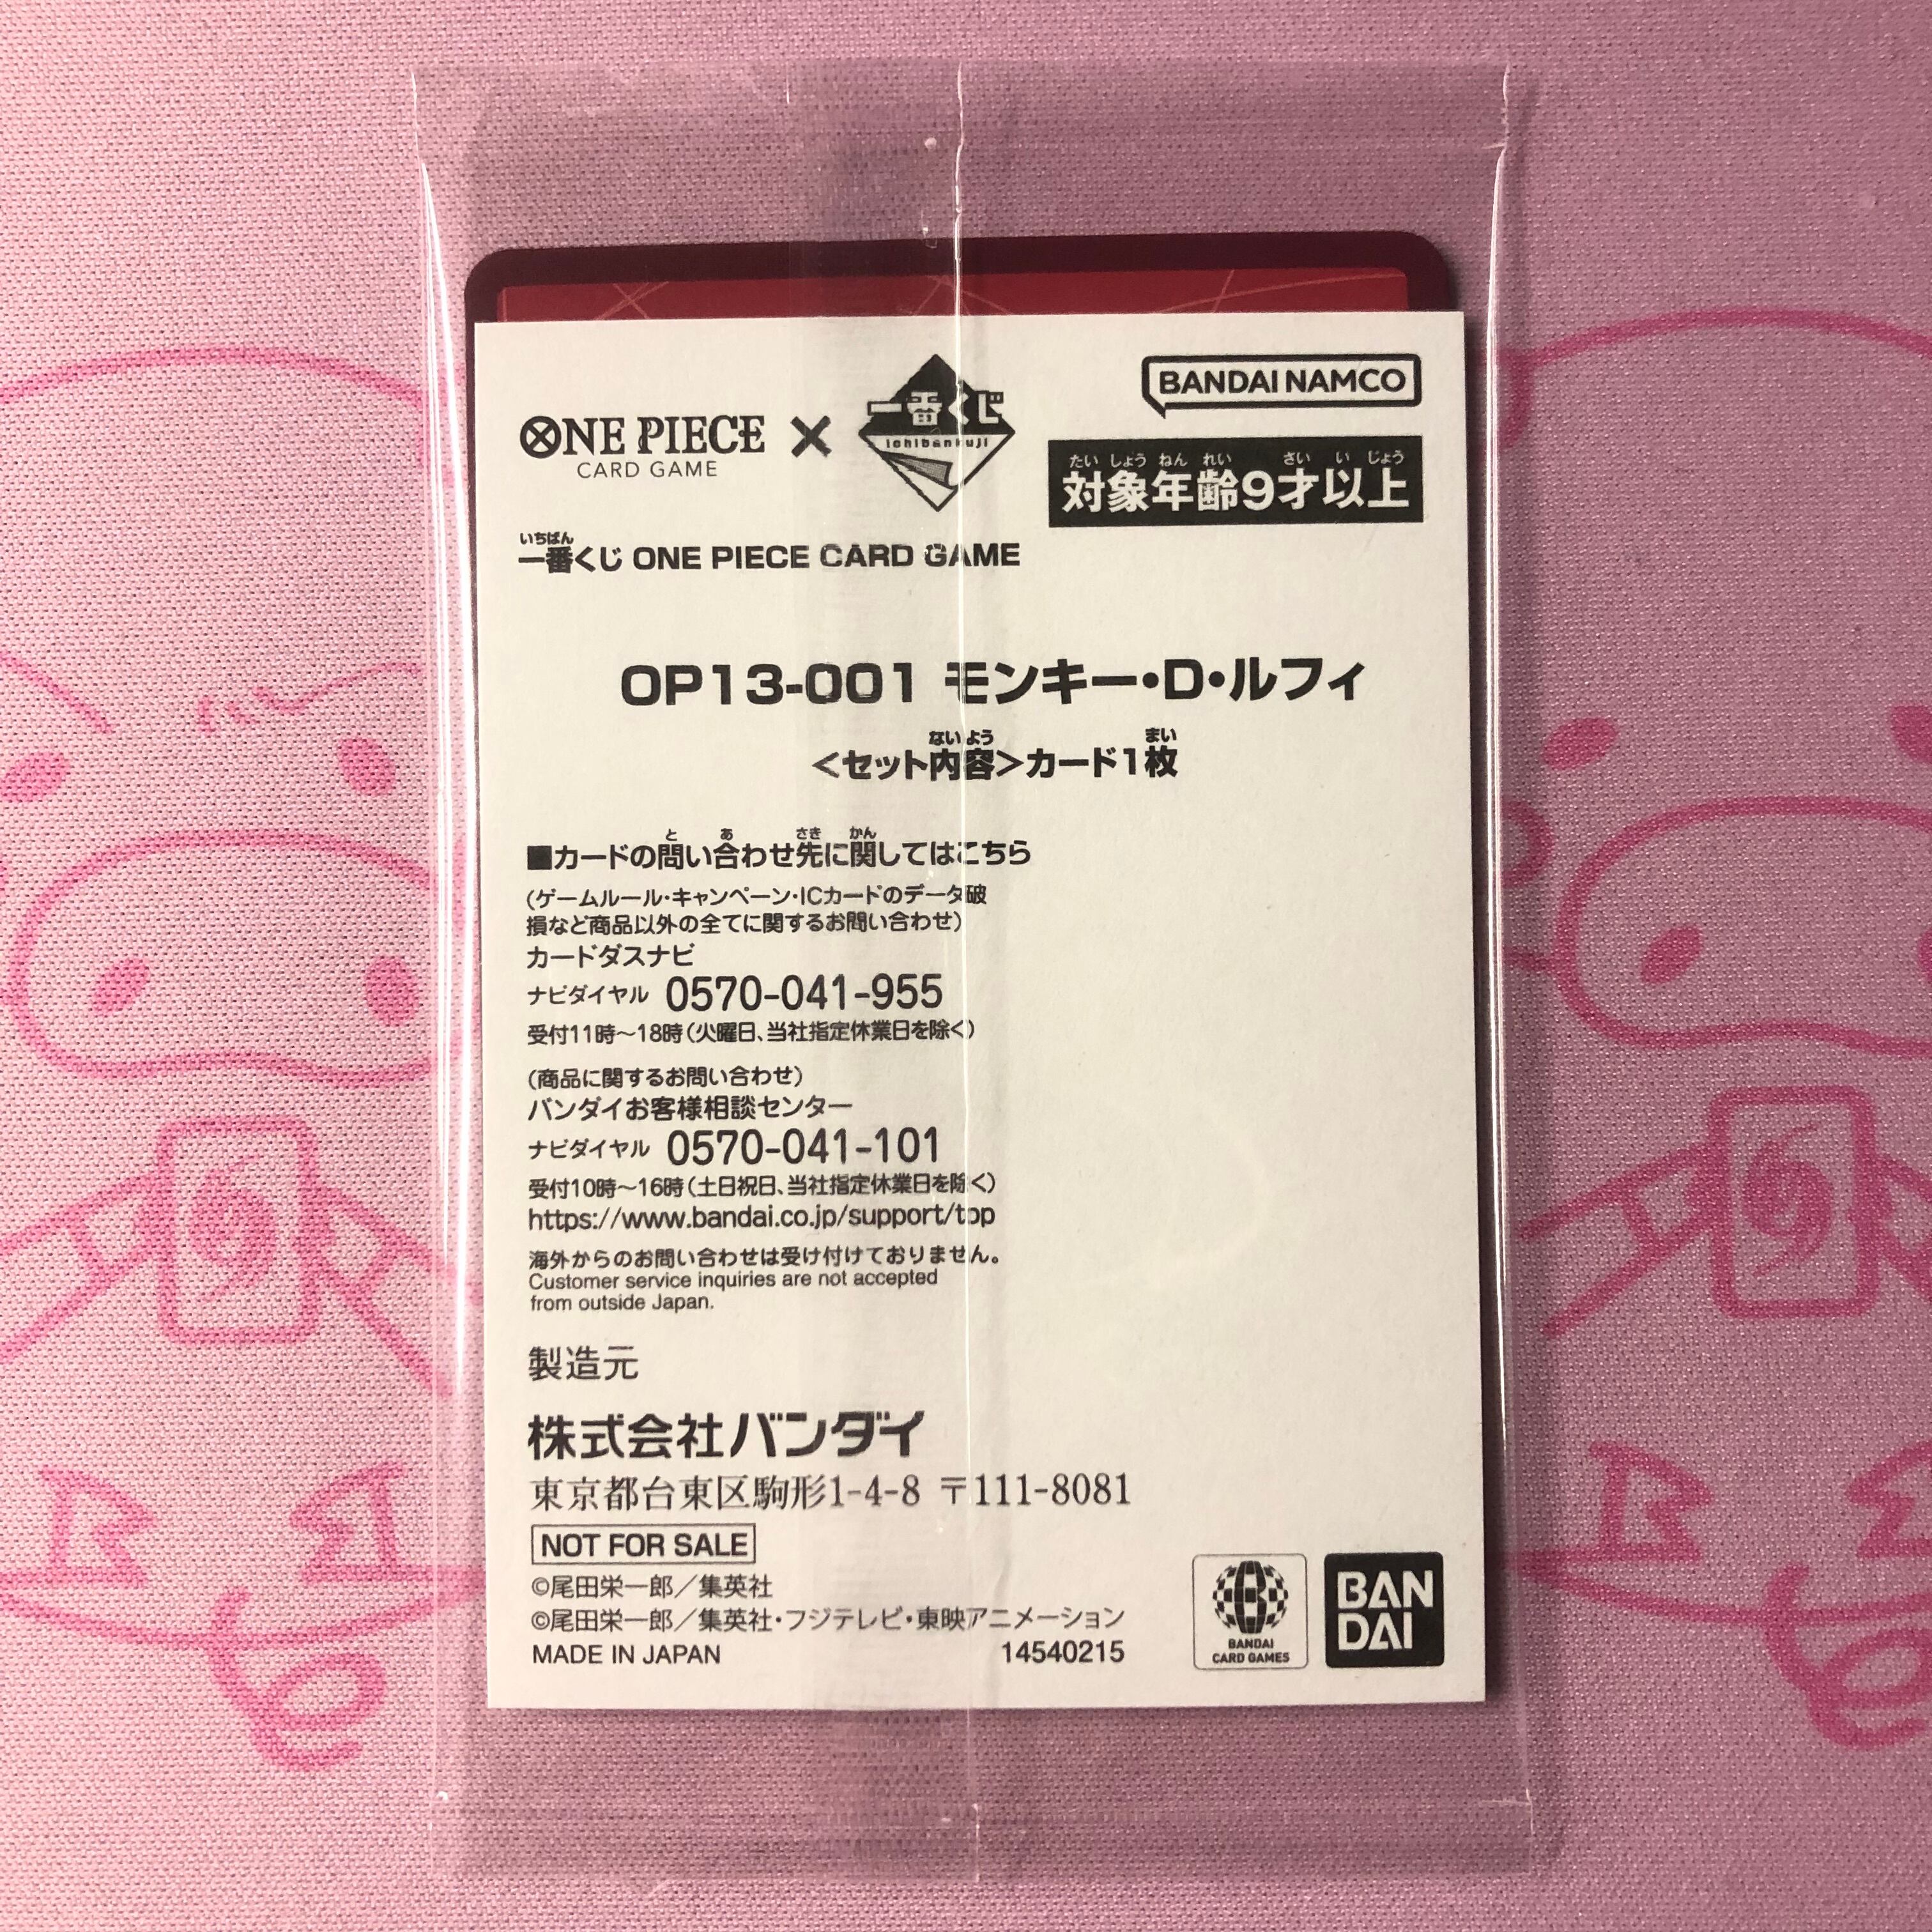 ONE PIECE
CARD GAME
×
一番くじ
ichibankuji
BANDAI NAMCO
たいしょうねんれい さいいじょう
対象年齢9才以上
いちばん
一番くじ ONE PIECE CARD GAME
OP13-001 モンキー・D・ルフィ
ないよう まい
<セット内容>カード1枚
と あ さき かん
■カードの問い合わせ先に関してはこちら
(ゲームルール・キャンペーン・ICカードのデータ破
損など商品以外の全てに関するお問い合わせ)
カードダスナビ
ナビダイヤル 0570-041-955
受付11時〜18時(火曜日、当社指定休業日を除く)
(商品に関するお問い合わせ)
バンダイお客様相談センター
ナビダイヤル 0570-041-101
受付10時〜16時(土日祝日、当社指定休業日を除く)
https://www.bandai.co.jp/support/top
海外からのお問い合わせは受け付けておりません。
Customer service inquiries are not accepted
from outside Japan.
製造元
株式会社バンダイ
東京都台東区駒形1-4-8 〒111-8081
NOT FOR SALE
©尾田栄一郎/集英社
©尾田栄一郎/集英社・フジテレビ・東映アニメーション
MADE IN JAPAN 14540215
BANDAI
CARD GAMES
BAN
DAI